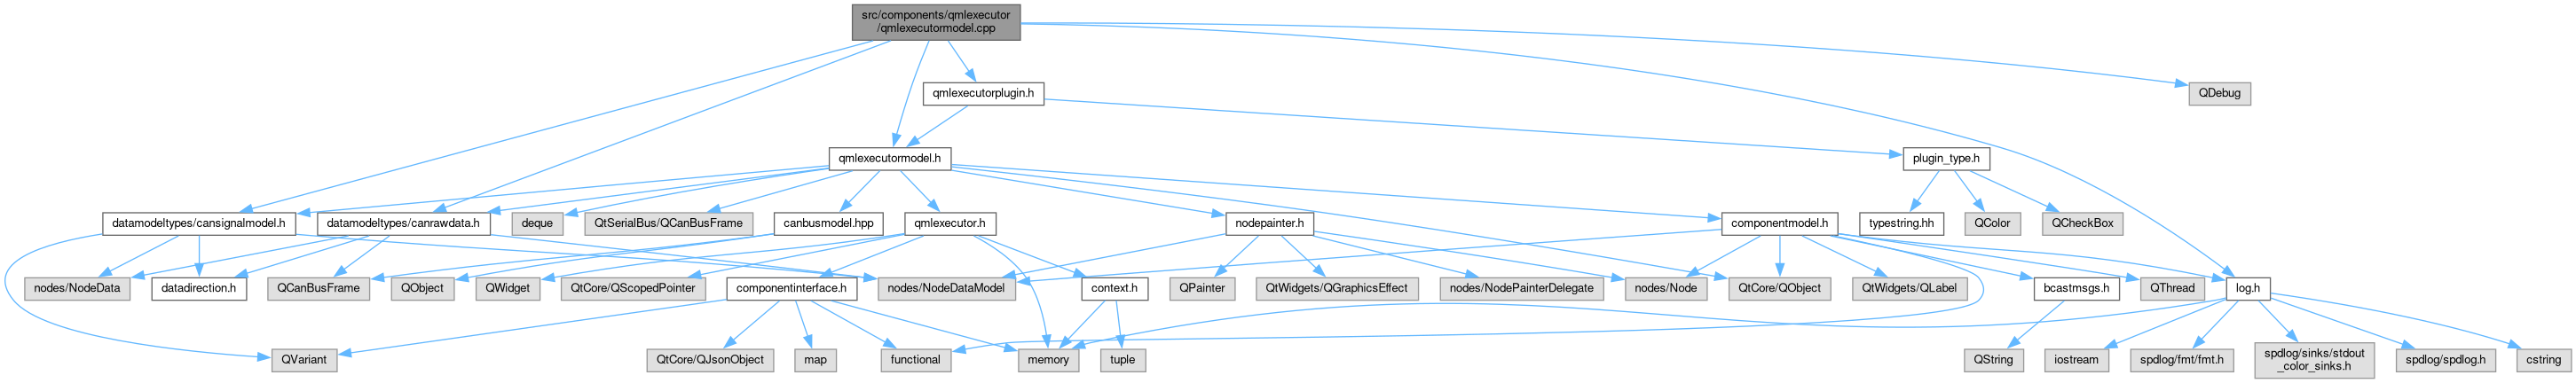 src/components/qmlexecutor
/qmlexecutormodel.cpp
qmlexecutorplugin.h
QDebug
qmlexecutormodel.h
plugin_type.h
datamodeltypes/cansignalmodel.h
datamodeltypes/canrawdata.h
deque
QtSerialBus/QCanBusFrame
canbusmodel.hpp
qmlexecutor.h
nodepainter.h
componentmodel.h
typestring.hh
QColor
QCheckBox
nodes/NodeData
datadirection.h
QCanBusFrame
QObject
QWidget
QtCore/QScopedPointer
componentinterface.h
nodes/NodeDataModel
context.h
QPainter
QtWidgets/QGraphicsEffect
nodes/NodePainterDelegate
nodes/Node
QtCore/QObject
QtWidgets/QLabel
bcastmsgs.h
QThread
log.h
QVariant
QtCore/QJsonObject
map
functional
memory
tuple
QString
iostream
spdlog/fmt/fmt.h
spdlog/sinks/stdout
_color_sinks.h
spdlog/spdlog.h
cstring